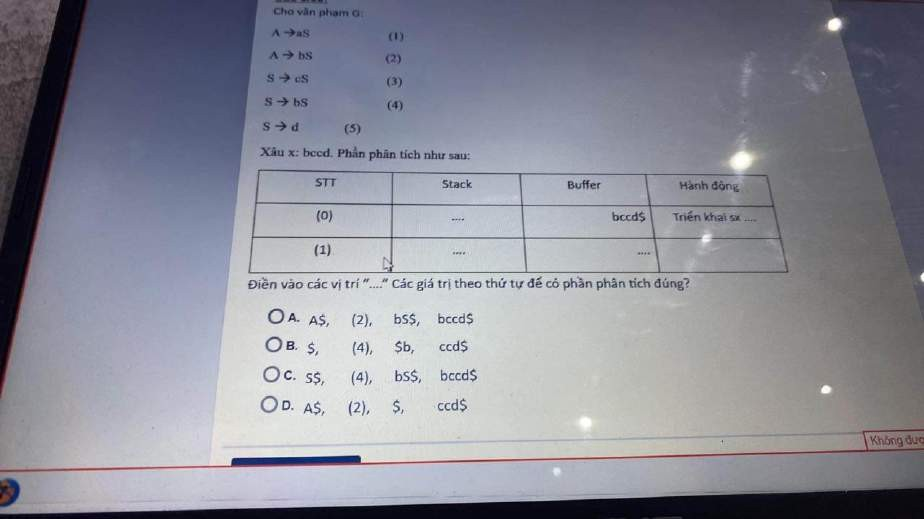 Cho văn phạm G:
A → aS (1)
A → bS (2)
S → cS (3)
S → bS (4)
S → d (5)
Xâu x: bccd. Phần phân tích như sau:
STT Stack Buffer Hành động
(0) .... bccd$ Triển khai sx ....
(1) .... ....
Điền vào các vị trí "...." Các giá trị theo thứ tự để có phần phân tích đúng?
A. A$, (2), bS$, bccd$
B. $, (4), $b, ccd$
C. S$, (4), bS$, bccd$
D. A$, (2), $, ccd$
Không